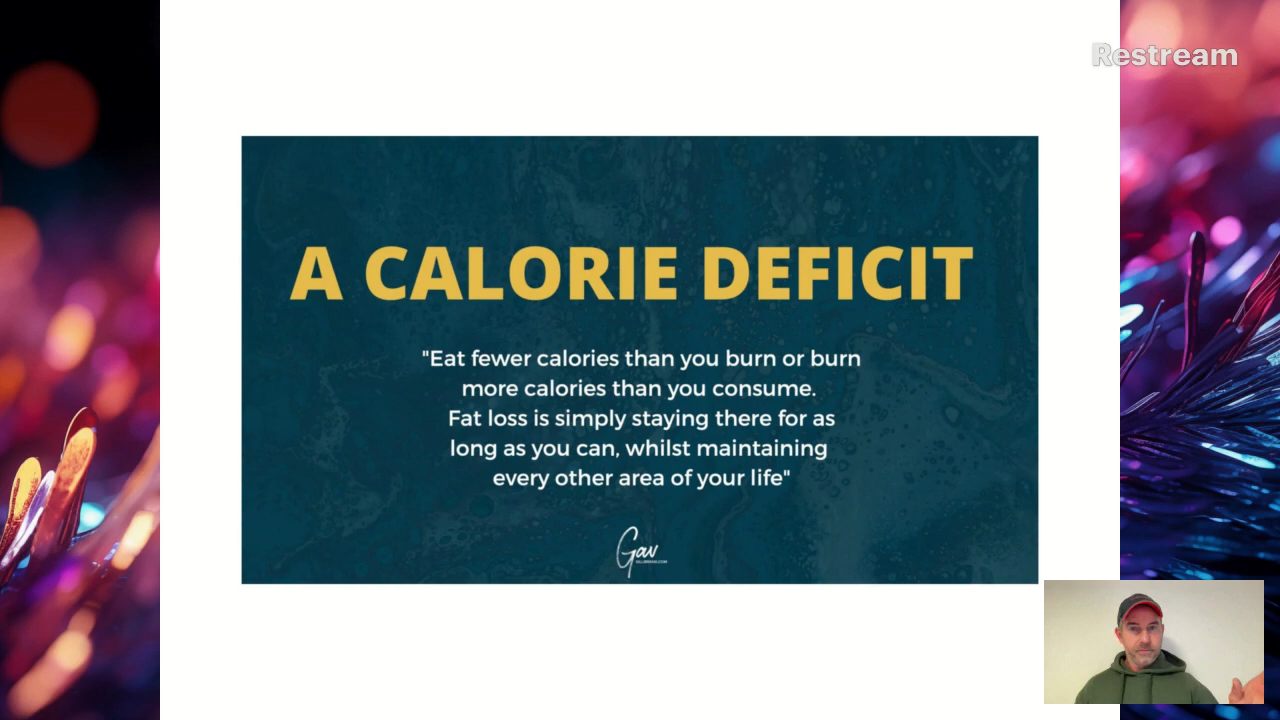 Restream
A CALORIE DEFICIT
"Eat fewer calories than you burn or burn
more calories than you consume.
Fat loss is simply staying there for as
long as you can, whilst maintaining
every other area of your life"
Gav